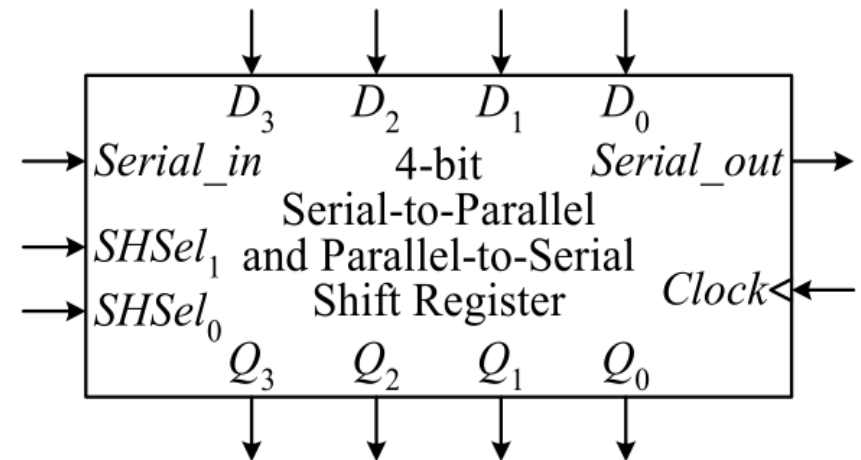 D₃ D₂ D₁ D₀
Serial_in 4-bit Serial_out
Serial-to-Parallel
SHSel₁ and Parallel-to-Serial
Clock
SHSel₀ Shift Register
Q₃ Q₂ Q₁ Q₀